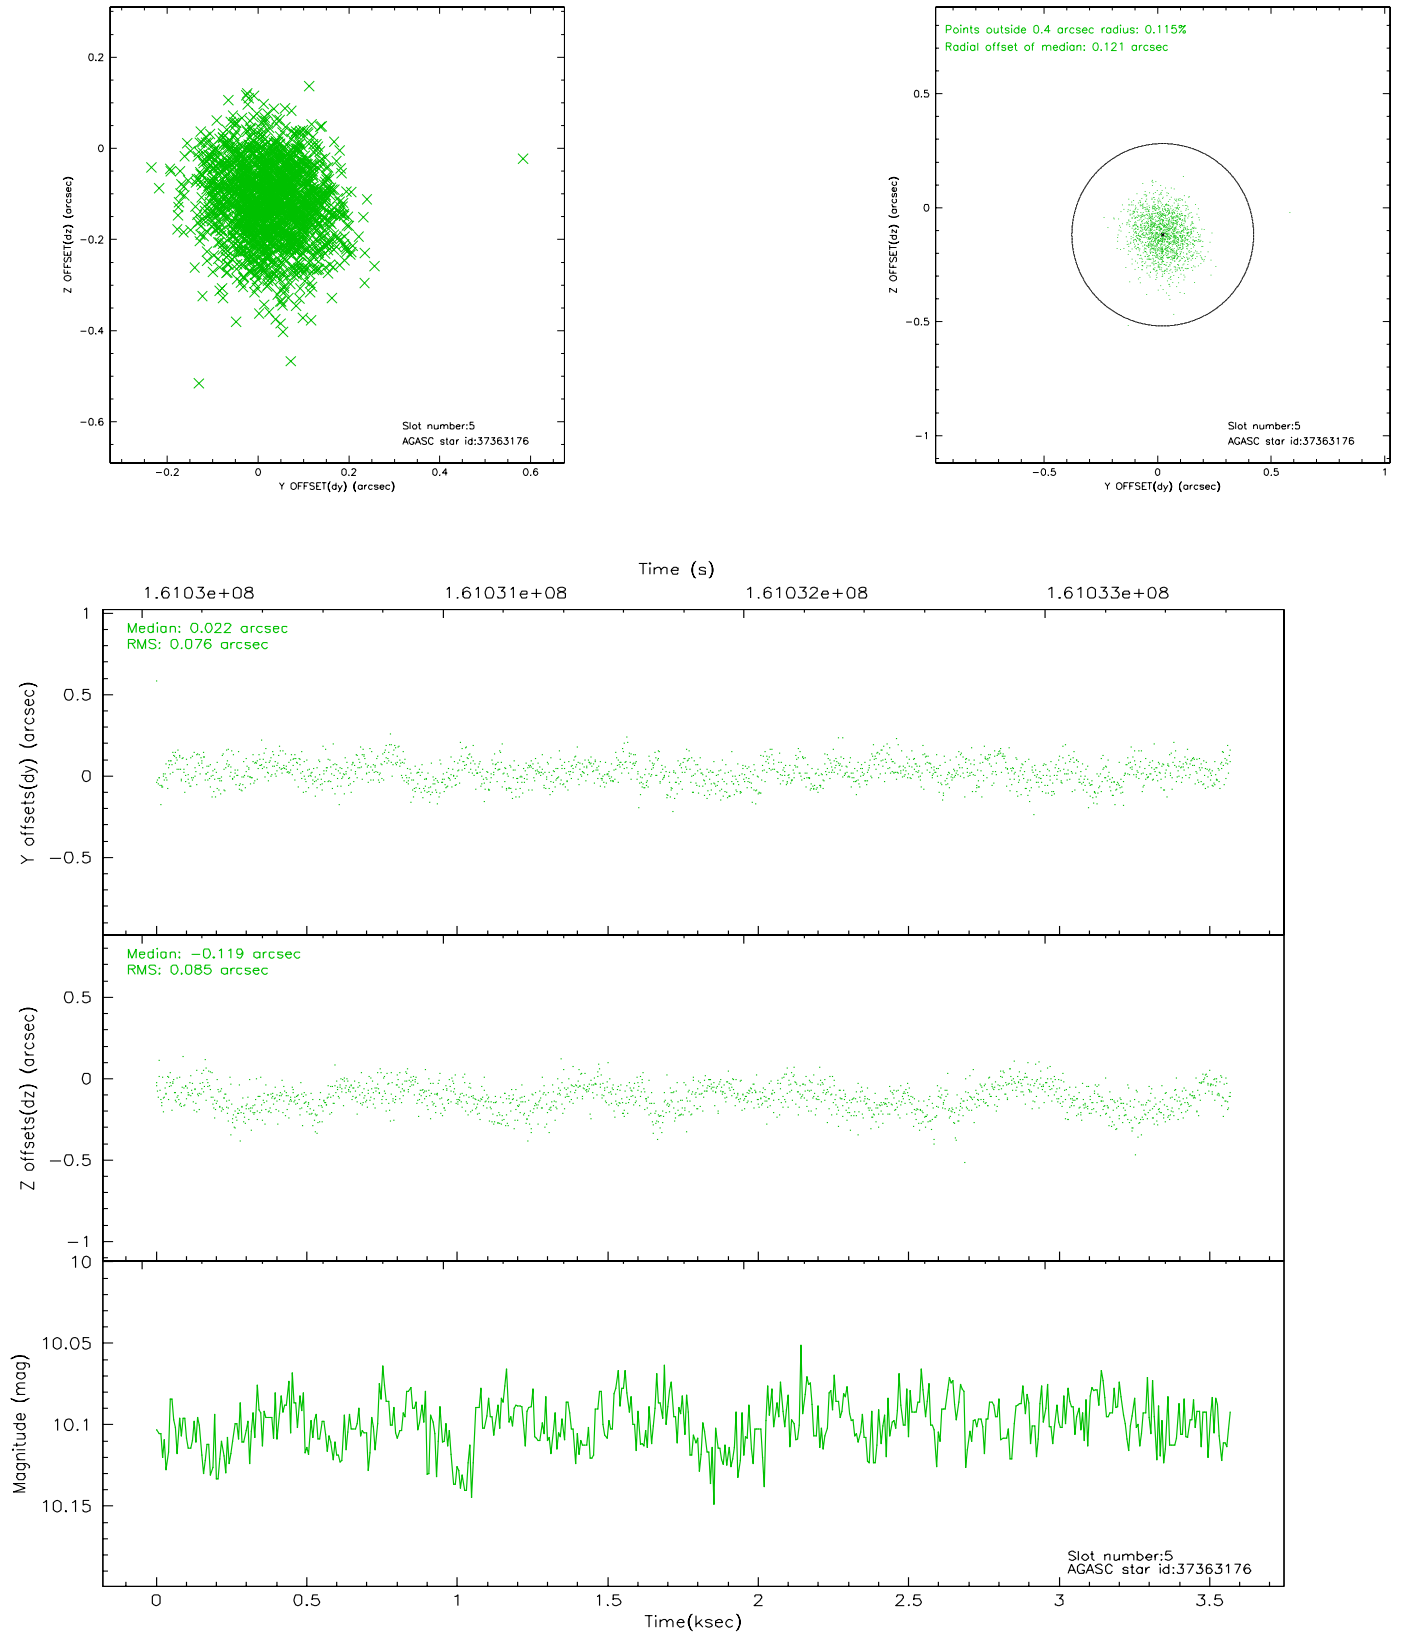 0.2
0
−0.2
−0.4
−0.6
Z OFFSET(dz) (arcsec)
Slot number:5
AGASC star id:37363176
−0.2 0 0.2 0.4 0.6
Y OFFSET(dy) (arcsec)
Points outside 0.4 arcsec radius: 0.115%
Radial offset of median: 0.121 arcsec
0.5
0
−0.5
−1
Z OFFSET(dz) (arcsec)
Slot number:5
AGASC star id:37363176
−0.5 0 0.5 1
Y OFFSET(dy) (arcsec)
Time (s)
1.6103e+08 1.61031e+08 1.61032e+08 1.61033e+08
Median: 0.022 arcsec
RMS: 0.076 arcsec
1
0.5
0
−0.5
Y offsets(dy) (arcsec)
Median: −0.119 arcsec
RMS: 0.085 arcsec
0.5
0
−0.5
−1
Z offsets(dz) (arcsec)
10
10.05
10.1
10.15
Magnitude (mag)
Slot number:5
AGASC star id:37363176
0 0.5 1 1.5 2 2.5 3 3.5
Time(ksec)